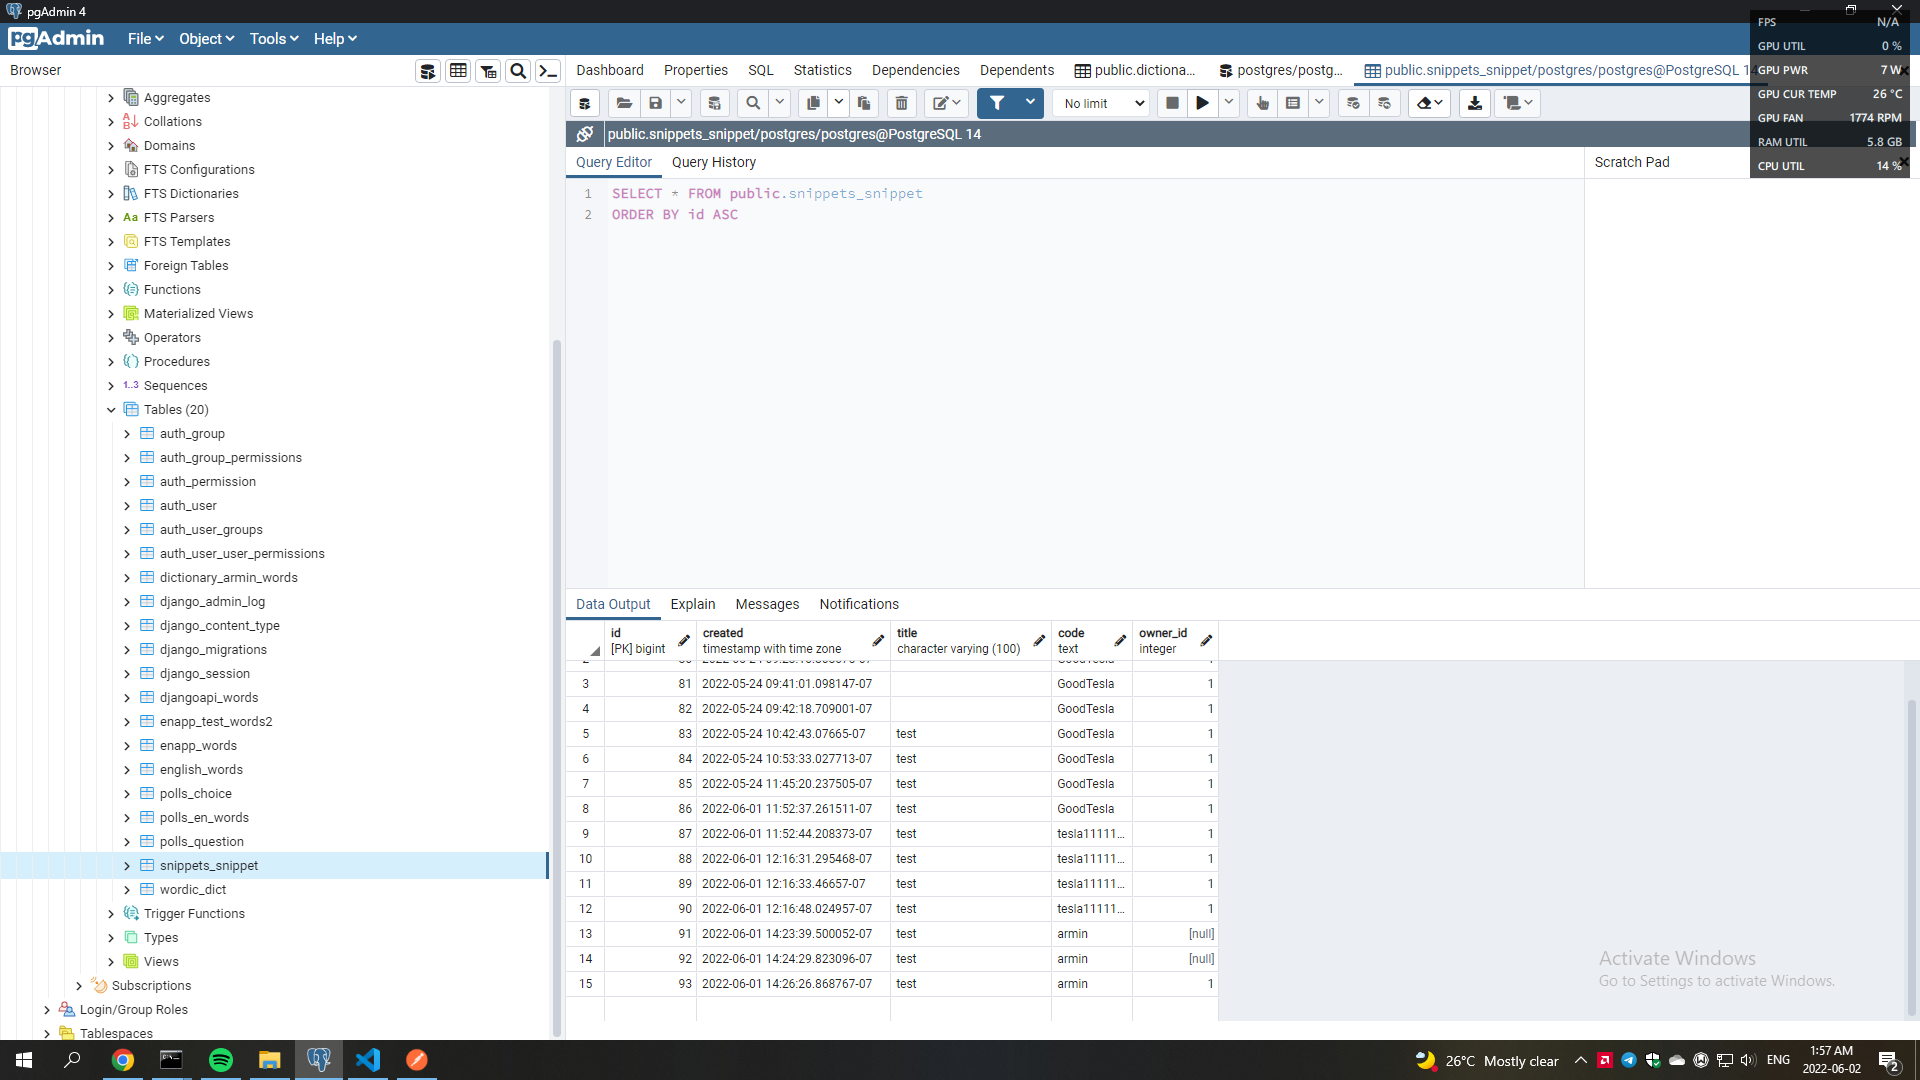 pgAdmin 4
pgAdmin
File
Object
Tools
Help
FPS N/A
GPU UTIL 0 %
GPU PWR 7 W
GPU CUR TEMP 26 °C
GPU FAN 1774 RPM
RAM UTIL 5.8 GB
CPU UTIL 14 %
Browser
Dashboard
Properties
SQL
Statistics
Dependencies
Dependents
public.dictiona...
postgres/postg...
public.snippets_snippet/postgres/postgres@PostgreSQL 14
No limit
public.snippets_snippet/postgres/postgres@PostgreSQL 14
Query Editor
Query History
Scratch Pad
1 SELECT * FROM public.snippets_snippet
2 ORDER BY id ASC
Aggregates
Collations
Domains
FTS Configurations
FTS Dictionaries
Aa FTS Parsers
FTS Templates
Foreign Tables
Functions
Materialized Views
Operators
Procedures
1..3 Sequences
Tables (20)
auth_group
auth_group_permissions
auth_permission
auth_user
auth_user_groups
auth_user_user_permissions
dictionary_armin_words
django_admin_log
django_content_type
django_migrations
django_session
djangoapi_words
enapp_test_words2
enapp_words
english_words
polls_choice
polls_en_words
polls_question
snippets_snippet
wordic_dict
Trigger Functions
Types
Views
Subscriptions
Login/Group Roles
Tablespaces
Data Output
Explain
Messages
Notifications
id [PK] bigint
created timestamp with time zone
title character varying (100)
code text
owner_id integer
3 81 2022-05-24 09:41:01.098147-07 GoodTesla 1
4 82 2022-05-24 09:42:18.709001-07 GoodTesla 1
5 83 2022-05-24 10:42:43.07665-07 test GoodTesla 1
6 84 2022-05-24 10:53:33.027713-07 test GoodTesla 1
7 85 2022-05-24 11:45:20.237505-07 test GoodTesla 1
8 86 2022-06-01 11:52:37.261511-07 test GoodTesla 1
9 87 2022-06-01 11:52:44.208373-07 test tesla11111... 1
10 88 2022-06-01 12:16:31.295468-07 test tesla11111... 1
11 89 2022-06-01 12:16:33.46657-07 test tesla11111... 1
12 90 2022-06-01 12:16:48.024957-07 test tesla11111... 1
13 91 2022-06-01 14:23:39.500052-07 test armin [null]
14 92 2022-06-01 14:24:29.823096-07 test armin [null]
15 93 2022-06-01 14:26:26.868767-07 test armin 1
Activate Windows
Go to Settings to activate Windows.
26°C Mostly clear
ENG
1:57 AM
2022-06-02
2